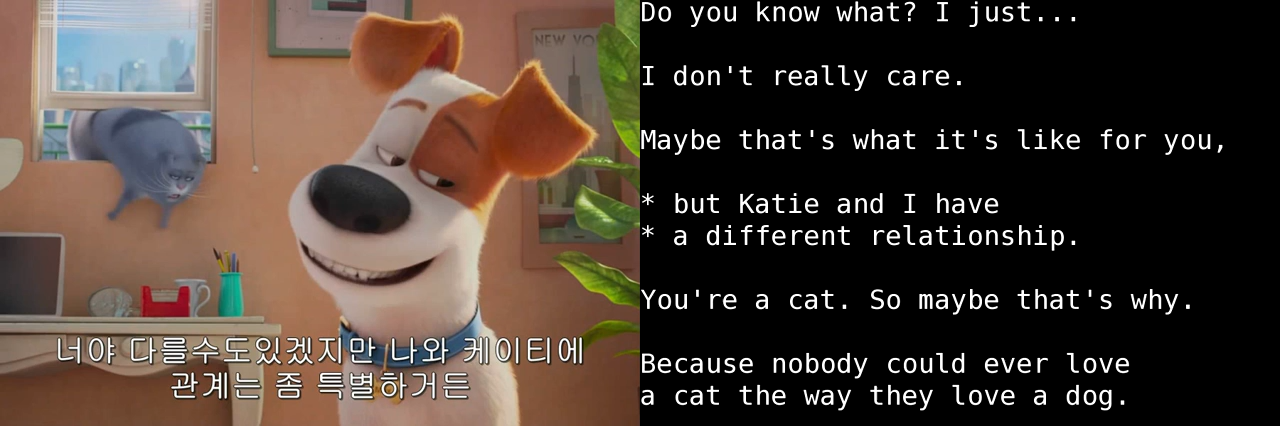 NEW YO
너야 다를수도있겠지만 나와 케이티에
관계는 좀 특별하거든
Do you know what? I just...
I don't really care.
Maybe that's what it's like for you,
* but Katie and I have
* a different relationship.
You're a cat. So maybe that's why.
Because nobody could ever love
a cat the way they love a dog.